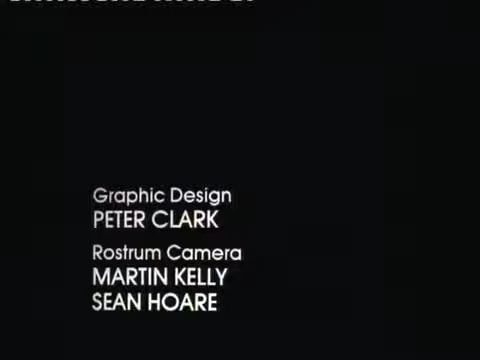 Graphic Design
PETER CLARK
Rostrum Camera
MARTIN KELLY
SEAN HOARE